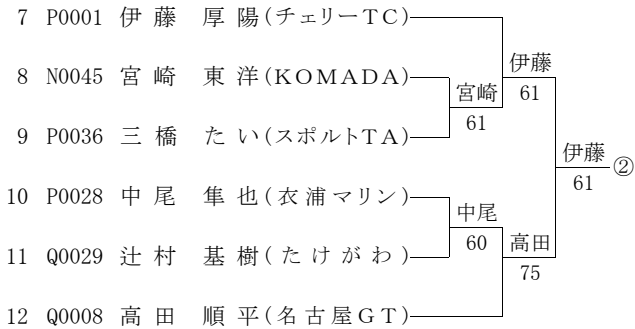 7 P0001 伊藤 厚陽(チェリーTC)
伊藤
8 N0045 宮崎 東洋(KOMADA)
61
宮崎
61
9 P0036 三橋 たい(スポルトTA)
伊藤
②
61
10 P0028 中尾 隼也(衣浦マリン)
中尾
60
高田
11 Q0029 辻村 基樹(たけがわ)
75
12 Q0008 高田 順平(名古屋GT)